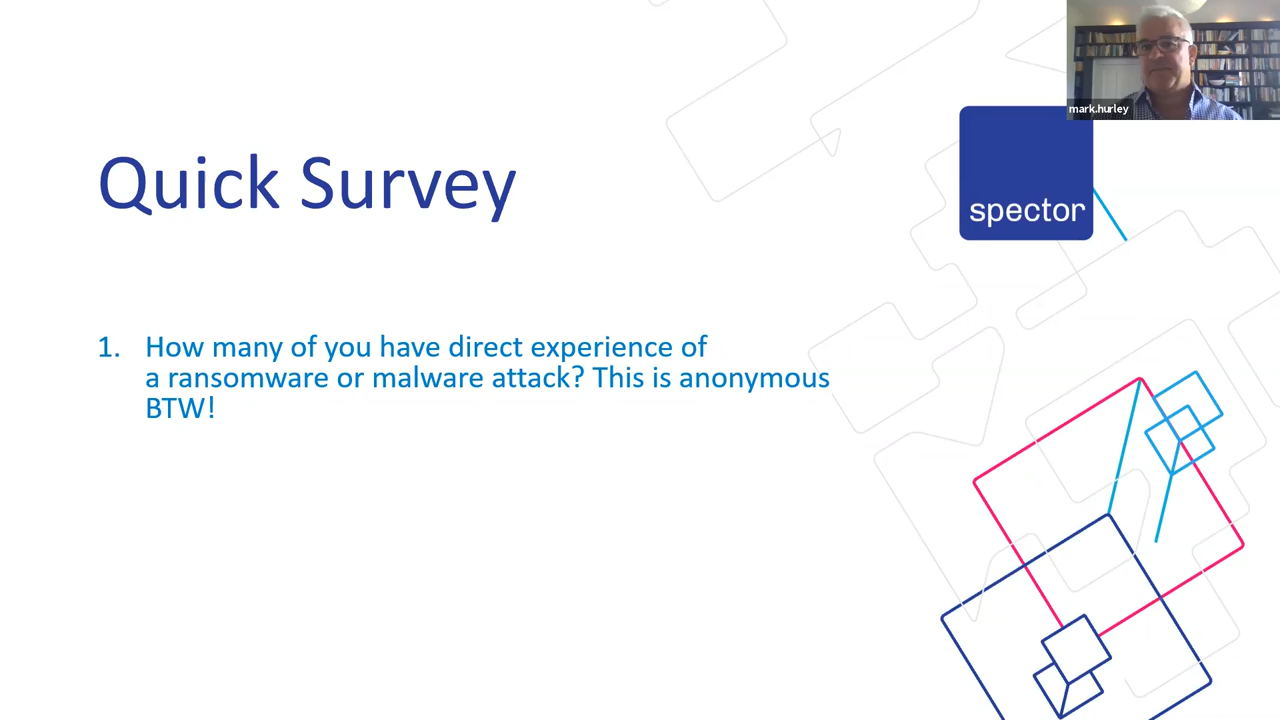 mark.hurley
Quick Survey
spector
1. How many of you have direct experience of
a ransomware or malware attack? This is anonymous
BTW!